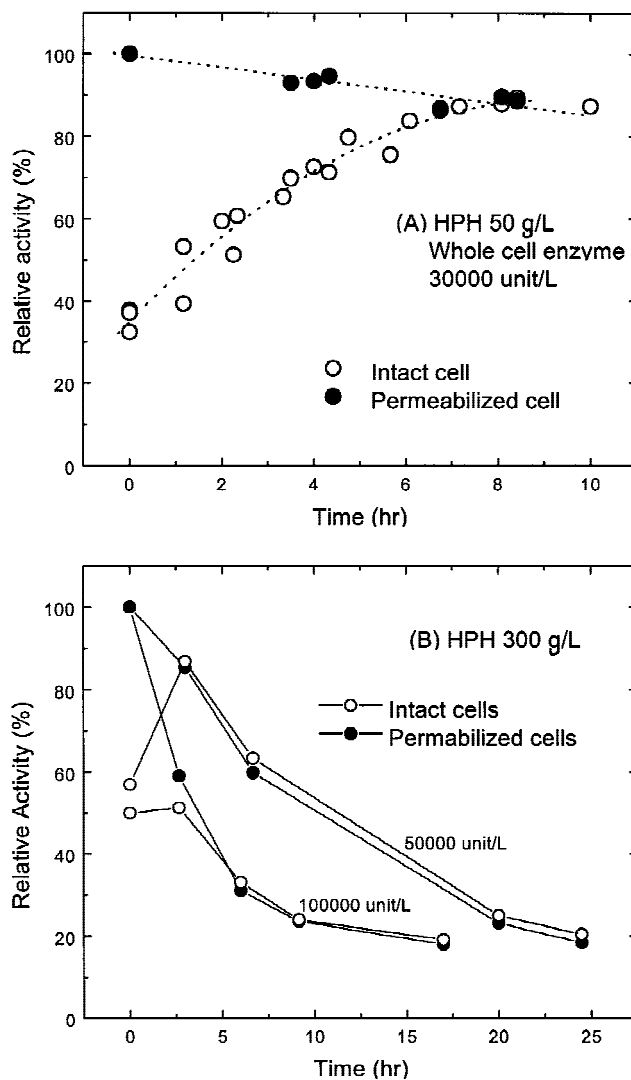 100
80
60
40
20
0
Relative activity (%)
(A) HPH 50 g/L
Whole cell enzyme
30000 unit/L
Intact cell
Permeabilized cell
0 2 4 6 8 10
Time (hr)
100
80
60
40
20
0
Relative Activity (%)
(B) HPH 300 g/L
Intact cells
Permabilized cells
50000 unit/L
100000 unit/L
0 5 10 15 20 25
Time (hr)